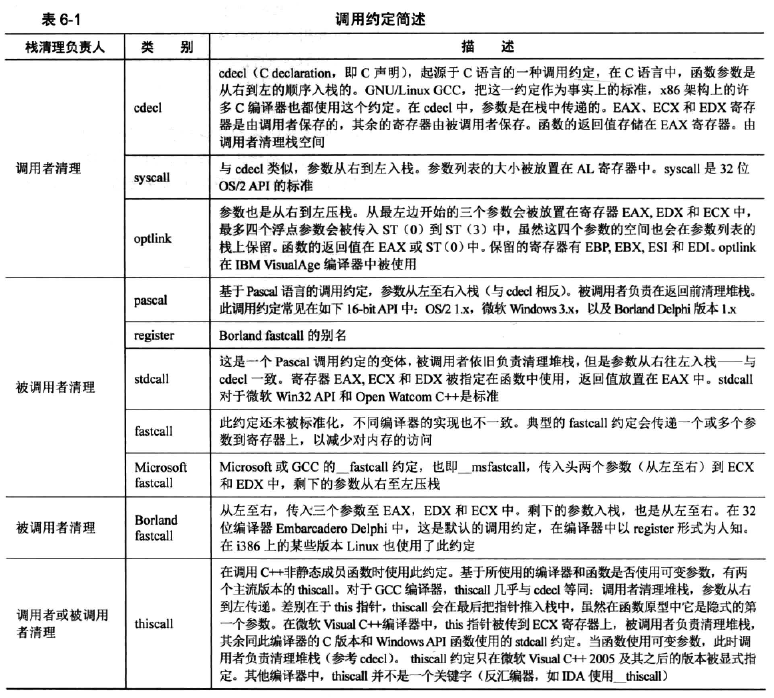 表 6-1 调用约定简述
栈清理负责人 类 别 描 述
调用者清理
cdecl
cdecl（C declaration，即 C 声明），起源于 C 语言的一种调用约定，在 C 语言中，函数参数是
从右到左的顺序入栈的。GNU/Linux GCC，把这一约定作为事实上的标准，x86 架构上的许
多 C 编译器也都使用这个约定。在 cdecl 中，参数是在栈中传递的。EAX、ECX 和 EDX 寄存
器是由调用者保存的，其余的寄存器由被调用者保存。函数的返回值存储在 EAX 寄存器。由
调用者清理栈空间
syscall
与 cdecl 类似，参数从右到左入栈。参数列表的大小被放置在 AL 寄存器中。syscall 是 32 位
OS/2 API 的标准
optlink
参数也是从右到左压栈。从最左边开始的三个参数会被放置在寄存器 EAX, EDX 和 ECX 中，
最多四个浮点参数会被传入 ST（0）到 ST（3）中，虽然这四个参数的空间也会在参数列表的
栈上保留。函数的返回值在 EAX 或 ST（0）中。保留的寄存器有 EBP, EBX, ESI 和 EDI。optlink
在 IBM VisualAge 编译器中被使用
被调用者清理
pascal
基于 Pascal 语言的调用约定，参数从左至右入栈（与 cdecl 相反）。被调用者负责在返回前清理堆栈。
此调用约定常见在如下 16-bit API 中：OS/2 1.x，微软 Windows 3.x，以及 Borland Delphi 版本 1.x
register
Borland fastcall 的别名
stdcall
这是一个 Pascal 调用约定的变体，被调用者依旧负责清理堆栈，但是参数从右往左入栈——与
cdecl 一致。寄存器 EAX, ECX 和 EDX 被指定在函数中使用，返回值放置在 EAX 中。stdcall
对于微软 Win32 API 和 Open Watcom C++是标准
fastcall
此约定还未被标准化，不同编译器的实现也不一致。典型的 fastcall 约定会传递一个或多个参
数到寄存器上，以减少对内存的访问
Microsoft
fastcall
Microsoft 或 GCC 的__fastcall 约定，也即__msfastcall，传入头两个参数（从左至右）到 ECX
和 EDX 中，剩下的参数从右至左压栈
被调用者清理
Borland
fastcall
从左至右，传入三个参数至 EAX，EDX 和 ECX 中。剩下的参数入栈，也是从左至右。在 32
位编译器 Embarcadero Delphi 中，这是默认的调用约定，在编译器中以 register 形式为人知。
在 i386 上的某些版本 Linux 也使用了此约定
调用者或被调用
者清理
thiscall
在调用 C++非静态成员函数时使用此约定。基于所使用的编译器和函数是否使用可变参数，有两
个主流版本的 thiscall。对于 GCC 编译器，thiscall 几乎与 cdecl 等同：调用者清理堆栈，参数从右
到左传递。差别在于 this 指针，thiscall 会在最后把指针推入栈中，虽然在函数原型中它是隐式的第
一个参数。在微软 Visual C++编译器中，this 指针被传到 ECX 寄存器上，被调用者负责清理堆栈，
其余同此编译器的 C 版本和 Windows API 函数使用的 stdcall 约定。当函数使用可变参数，此时调
用者负责清理堆栈（参考 cdecl）。 thiscall 约定只在微软 Visual C++ 2005 及其之后的版本被显式指
定。其他编译器中，thiscall 并不是一个关键字（反汇编器，如 IDA 使用__thiscall）